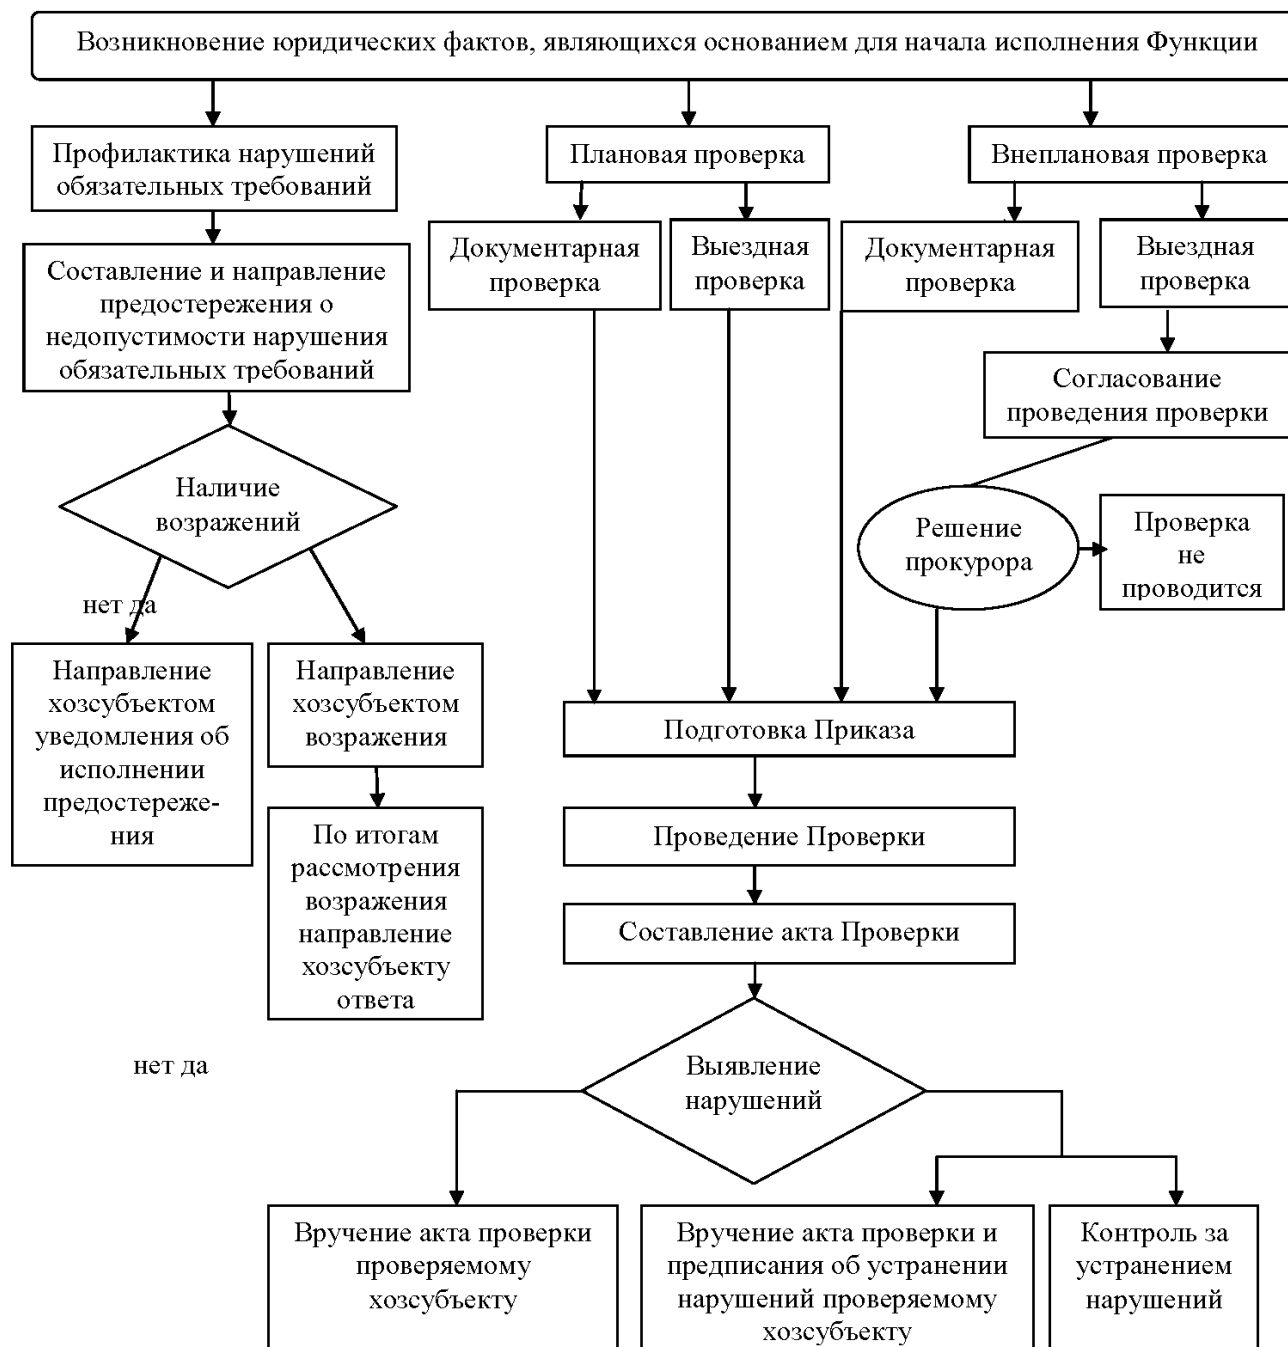 Возникновение юридических фактов, являющихся основанием для начала исполнения Функции
Профилактика нарушений
обязательных требований
Плановая проверка
Внеплановая проверка
Составление и направление
предостережения о
недопустимости нарушения
обязательных требований
Документарная
проверка
Выездная
проверка
Документарная
проверка
Выездная
проверка
Согласование
проведения проверки
Наличие
возражений
Решение
прокурора
Проверка
не
проводится
нет да
Направление
хозсубъектом
уведомления об
исполнении
предостереже-
ния
Направление
хозсубъектом
возражения
Подготовка Приказа
По итогам
рассмотрения
возражения
направление
хозсубъекту
ответа
Проведение Проверки
Составление акта Проверки
нет да
Выявление
нарушений
Вручение акта проверки
проверяемому
хозсубъекту
Вручение акта проверки и
предписания об устранении
нарушений проверяемому
хозсубъекту
Контроль за
устранением
нарушений